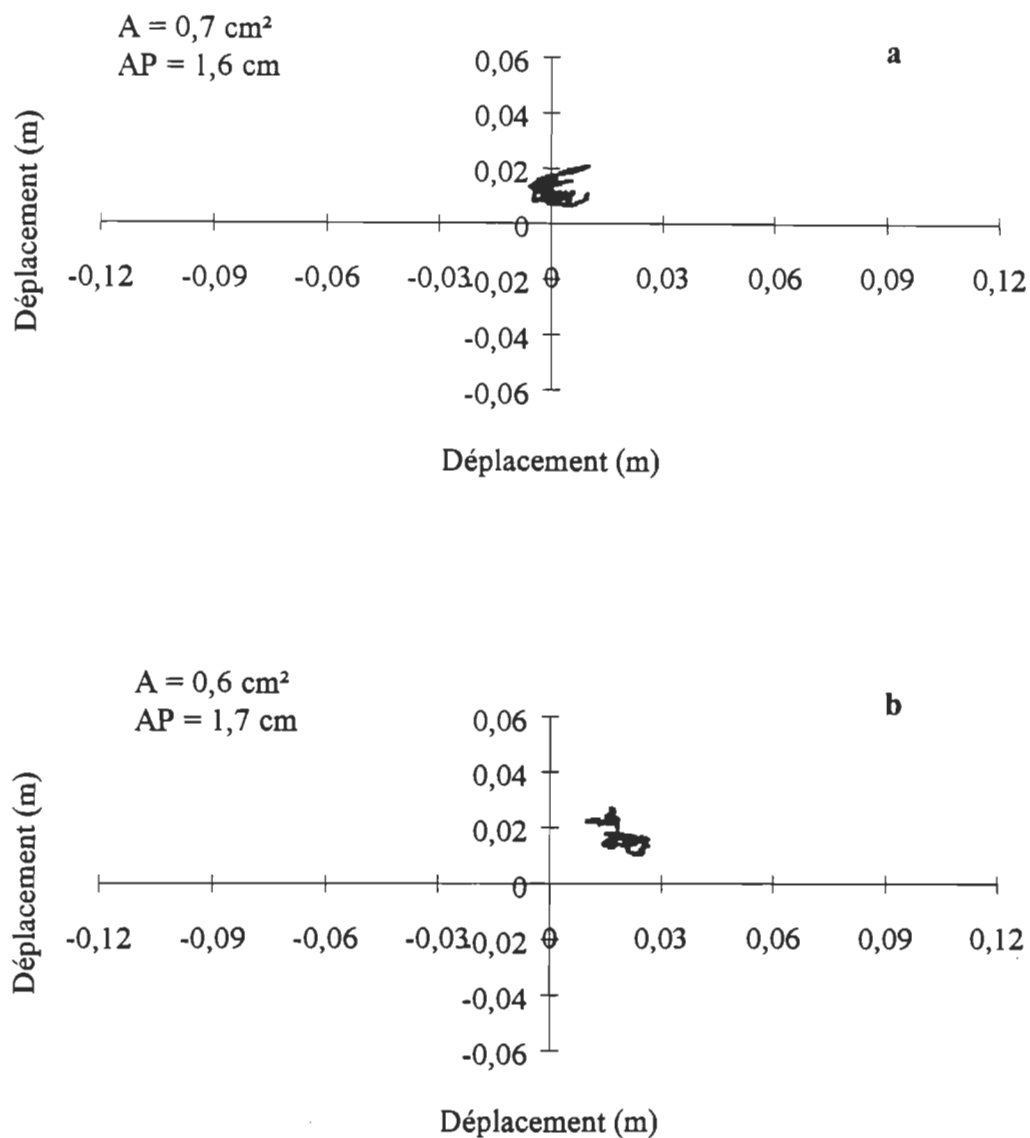 A = 0,7 cm²
AP = 1,6 cm
a
Déplacement (m)
0,06
0,04
0,02
0
-0,12 -0,09 -0,06 -0,03 -0,02 0 0,03 0,06 0,09 0,12
-0,04
-0,06
Déplacement (m)
A = 0,6 cm²
AP = 1,7 cm
b
Déplacement (m)
0,06
0,04
0,02
0
-0,12 -0,09 -0,06 -0,03 -0,02 0 0,03 0,06 0,09 0,12
-0,04
-0,06
Déplacement (m)